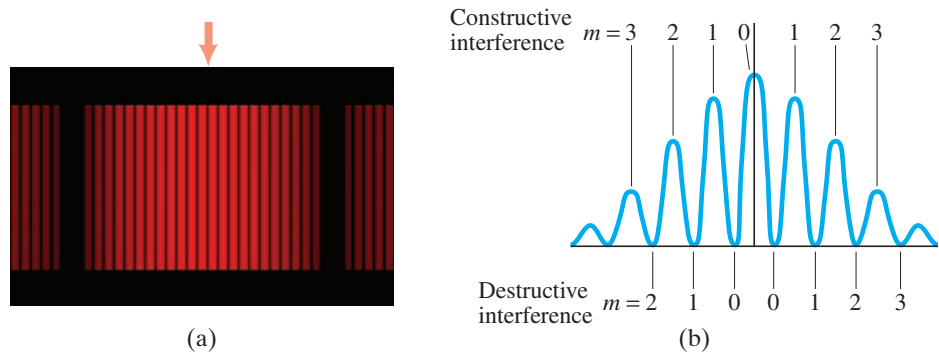 Constructive interference m = 3 2 1 0 1 2 3
Destructive interference m = 2 1 0 0 1 2 3
(a)
(b)